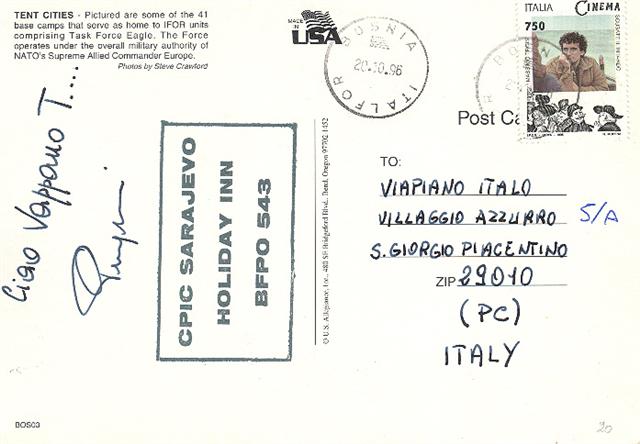 TENT CITIES - Pictured are some of the 41
base camps that serve as home to IFOR units
comprising Task Force Eagle. The Force
operates under the overall military authority of
NATO's Supreme Allied Commander Europe.
Photos by Steve Crawford
MADE IN
USA
BOSNIA
20.10.96
ITALFOR
ITALIA
CINEMA
750
Post Ca
Ciao
T.....
CPIC SARAJEVO
HOLIDAY INN
BFPO 543
TO:
VIAPIANO ITALO
VILLAGGIO AZZURRO 5/A
S. GIORGIO PIACENTINO
ZIP 29010
(PC)
ITALY
BOS03
20